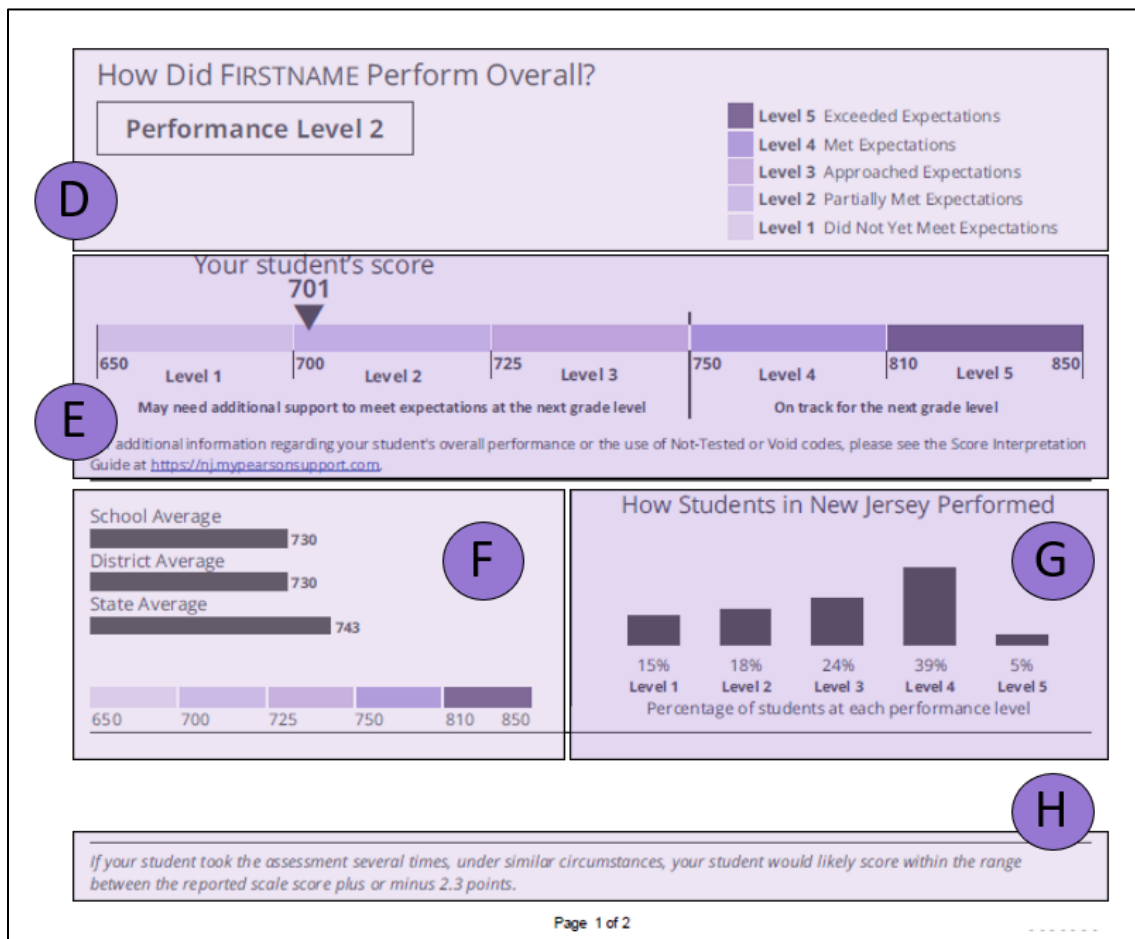 How Did FIRSTNAME Perform Overall?
Performance Level 2
Level 5 Exceeded Expectations
Level 4 Met Expectations
Level 3 Approached Expectations
Level 2 Partially Met Expectations
Level 1 Did Not Yet Meet Expectations
D
Your student's score
701
650 700 725 750 810 850
Level 1 Level 2 Level 3 Level 4 Level 5
May need additional support to meet expectations at the next grade level On track for the next grade level
E
additional information regarding your student's overall performance or the use of Not-Tested or Void codes, please see the Score Interpretation
Guide at https://nj.mypearsonsupport.com.
School Average
730
District Average
730
State Average
743
650 700 725 750 810 850
F
How Students in New Jersey Performed
G
15% 18% 24% 39% 5%
Level 1 Level 2 Level 3 Level 4 Level 5
Percentage of students at each performance level
H
If your student took the assessment several times, under similar circumstances, your student would likely score within the range
between the reported scale score plus or minus 2.3 points.
Page 1 of 2